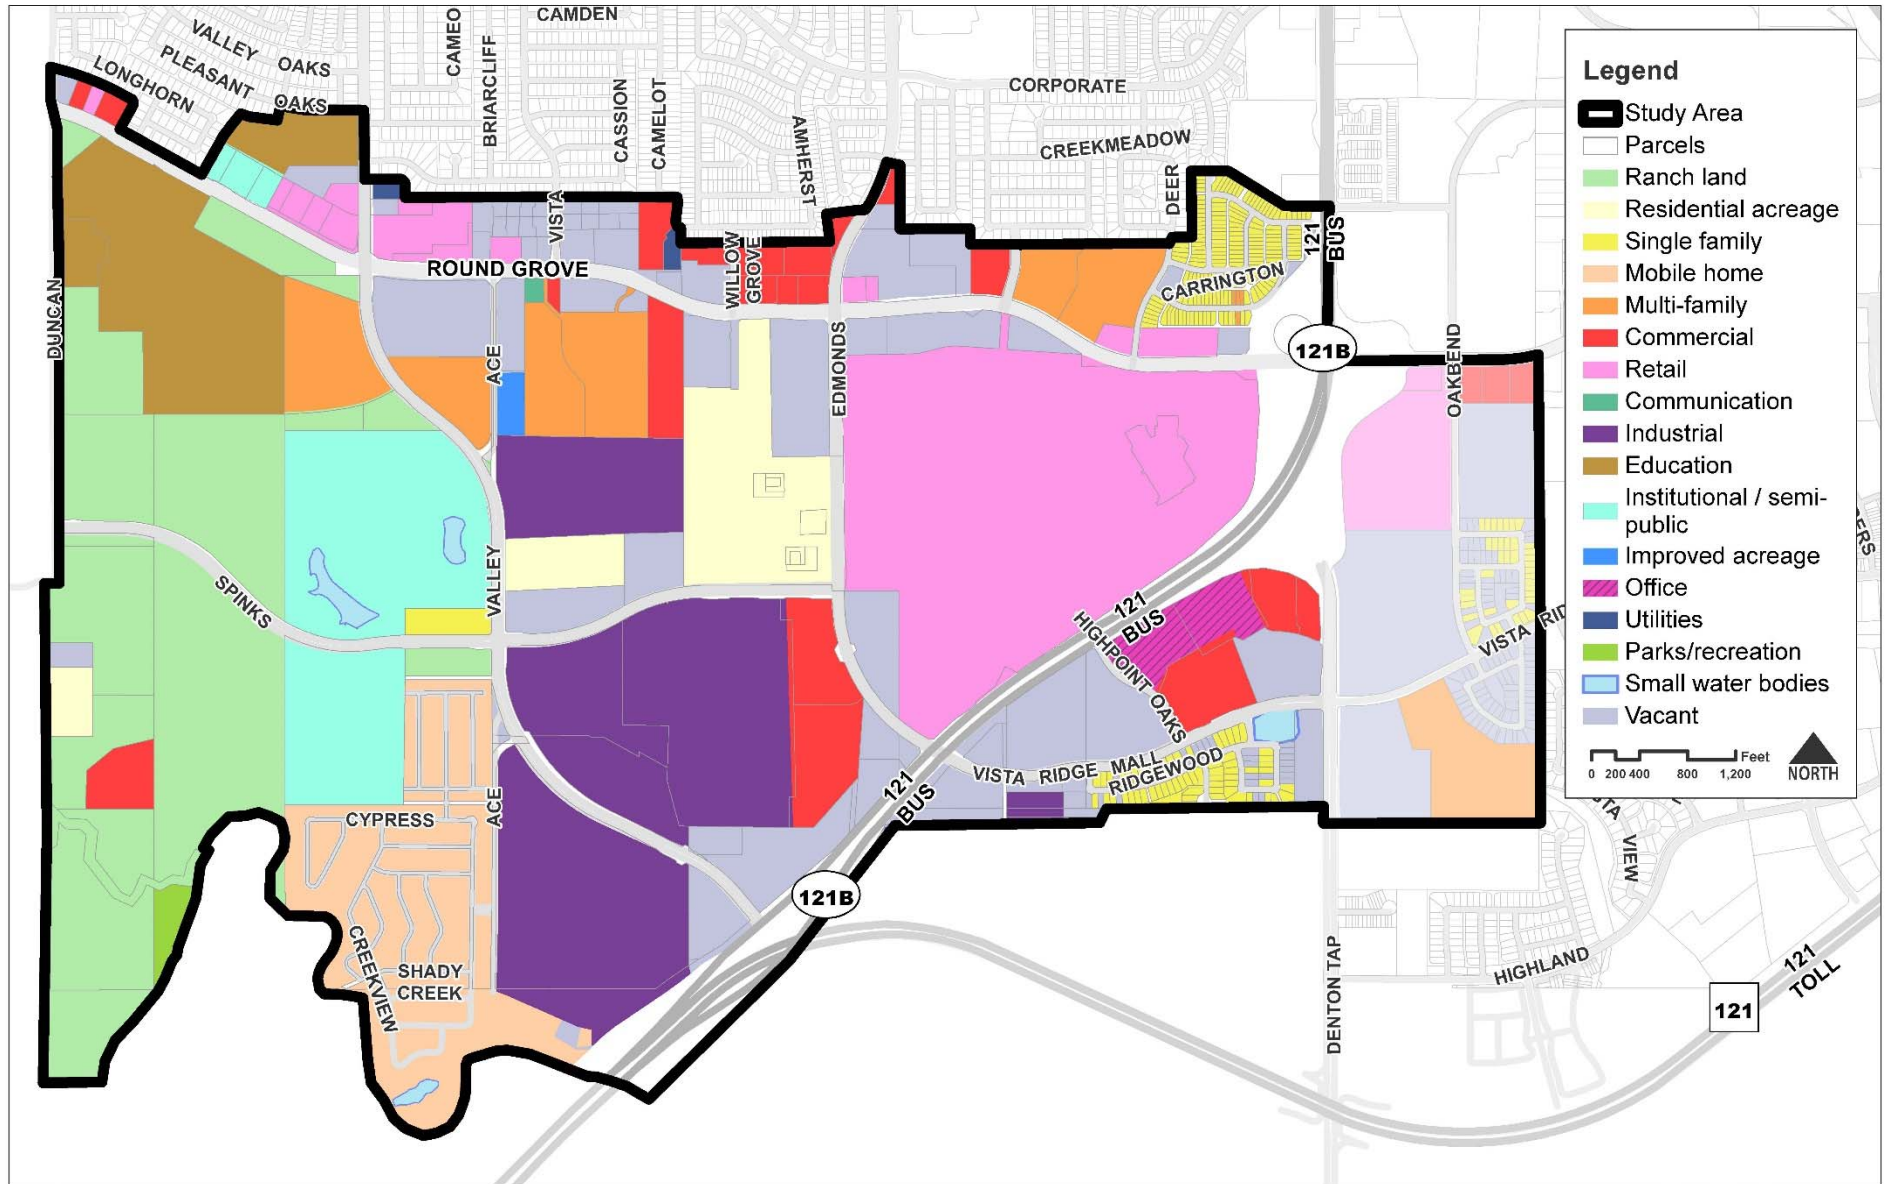 CAMDEN
VALLEY OAKS
PLEASANT OAKS
LONGHORN
CAMEO
BRIARCLIFF
CASSION
CAMELOT
AMHERST
CORPORATE
CREEKMEADOW
DEER
VISTA
WILLOW
GROVE
ROUND GROVE
CARRINGTON
121
BUS
121B
DUNCAN
ACE
EDMONDS
OAKBEND
VALLEY
SPINKS
121
BUS
HIGHPOINT OAKS
VISTA RID
VISTA RIDGE MALL
RIDGEWOOD
121
BUS
ACE
CYPRESS
121B
CREEKVIEW
SHADY
CREEK
DENTON TAP
VIEW
HIGHLAND
121
TOLL
121
Legend
Study Area
Parcels
Ranch land
Residential acreage
Single family
Mobile home
Multi-family
Commercial
Retail
Communication
Industrial
Education
Institutional / semi-
public
Improved acreage
Office
Utilities
Parks/recreation
Small water bodies
Vacant
Feet
0 200 400 800 1,200
NORTH